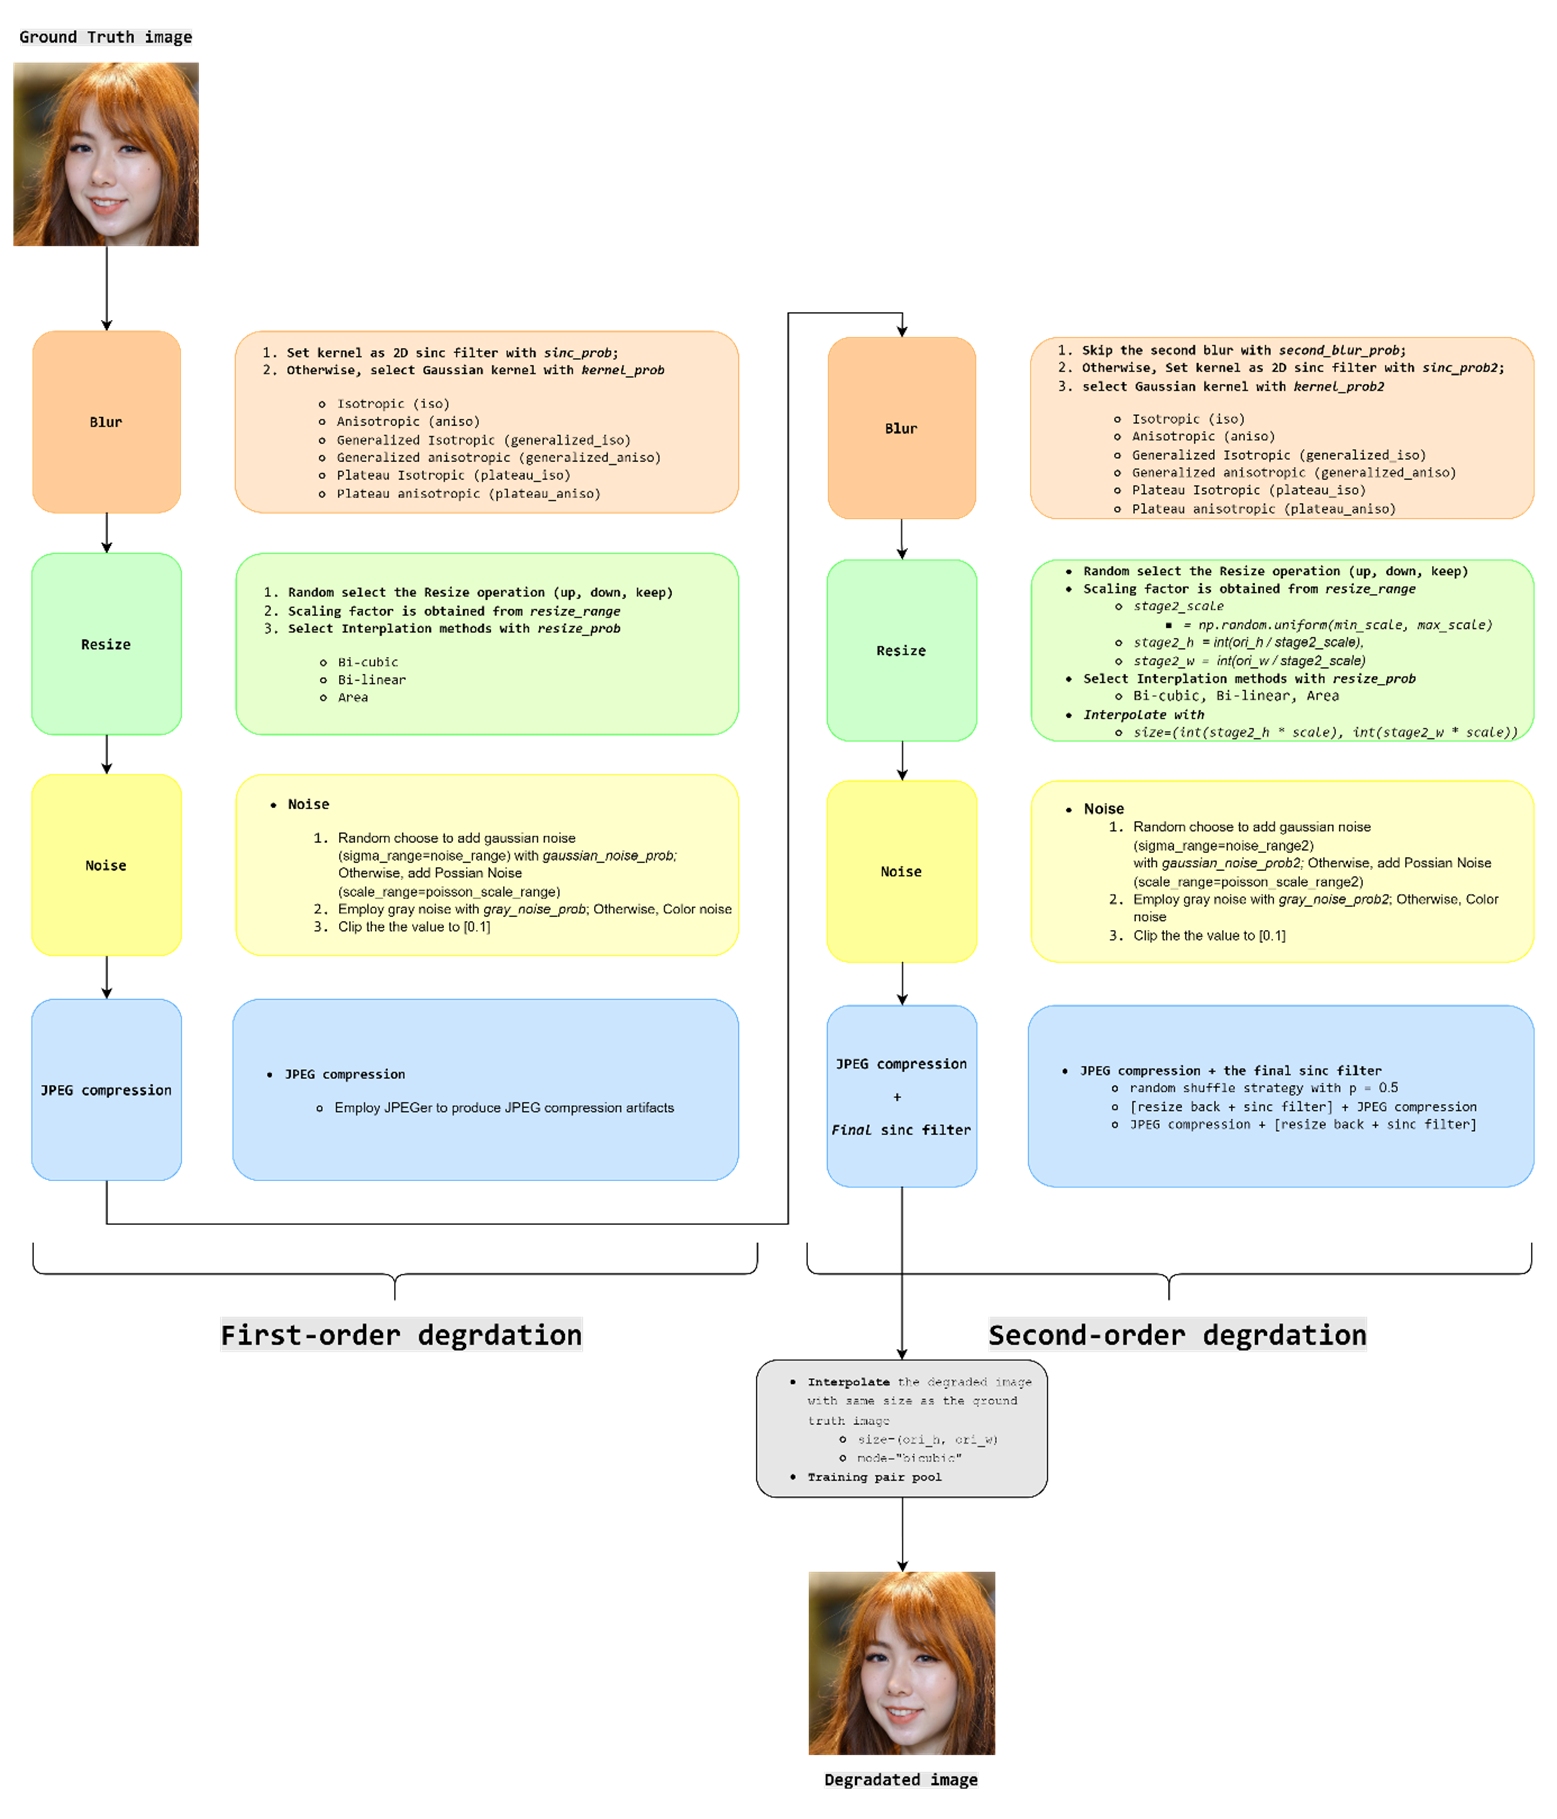 Ground Truth image
Blur
1. Set kernel as 2D sinc filter with sinc_prob;
2. Otherwise, select Gaussian kernel with kernel_prob
Isotropic (iso)
Anisotropic (aniso)
Generalized Isotropic (generalized_iso)
Generalized anisotropic (generalized_aniso)
Plateau Isotropic (plateau_iso)
Plateau anisotropic (plateau_aniso)
Resize
1. Random select the Resize operation (up, down, keep)
2. Scaling factor is obtained from resize_range
3. Select Interplation methods with resize_prob
Bi-cubic
Bi-linear
Area
Noise
Noise
1. Random choose to add gaussian noise
(sigma_range=noise_range) with gaussian_noise_prob;
Otherwise, add Possian Noise
(scale_range=poisson_scale_range)
2. Employ gray noise with gray_noise_prob; Otherwise, Color noise
3. Clip the the value to [0.1]
JPEG compression
JPEG compression
Employ JPEGer to produce JPEG compression artifacts
First-order degrdation
Blur
1. Skip the second blur with second_blur_prob;
2. Otherwise, Set kernel as 2D sinc filter with sinc_prob2;
3. select Gaussian kernel with kernel_prob2
Isotropic (iso)
Anisotropic (aniso)
Generalized Isotropic (generalized_iso)
Generalized anisotropic (generalized_aniso)
Plateau Isotropic (plateau_iso)
Plateau anisotropic (plateau_aniso)
Resize
Random select the Resize operation (up, down, keep)
Scaling factor is obtained from resize_range
stage2_scale
= np.random.uniform(min_scale, max_scale)
stage2_h = int(ori_h / stage2_scale),
stage2_w = int(ori_w / stage2_scale)
Select Interplation methods with resize_prob
Bi-cubic, Bi-linear, Area
Interpolate with
size=(int(stage2_h * scale), int(stage2_w * scale))
Noise
Noise
1. Random choose to add gaussian noise
(sigma_range=noise_range2)
with gaussian_noise_prob2; Otherwise, add Possian Noise
(scale_range=poisson_scale_range2)
2. Employ gray noise with gray_noise_prob2; Otherwise, Color
noise
3. Clip the the value to [0.1]
JPEG compression
+
Final sinc filter
JPEG compression + the final sinc filter
random shuffle strategy with p = 0.5
[resize back + sinc filter] + JPEG compression
JPEG compression + [resize back + sinc filter]
Second-order degrdation
Interpolate the degraded image
with same size as the ground
truth image
size=(ori_h, ori_w)
mode="bicubic"
Training pair pool
Degradated image